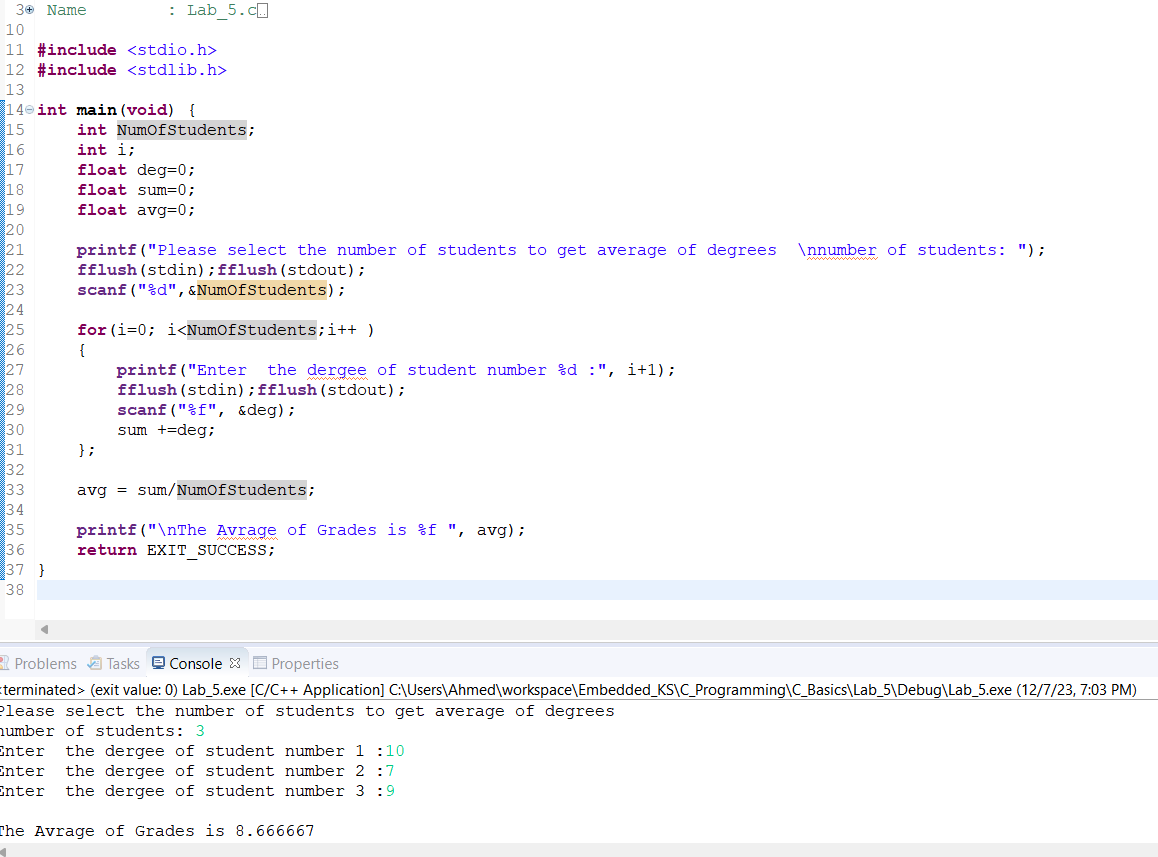 3 Name        : Lab_5.c
10
11 #include <stdio.h>
12 #include <stdlib.h>
13
14 int main(void) {
15     int NumOfStudents;
16     int i;
17     float deg=0;
18     float sum=0;
19     float avg=0;
20
21     printf("Please select the number of students to get average of degrees  \nnumber of students: ");
22     fflush(stdin);fflush(stdout);
23     scanf("%d",&NumOfStudents);
24
25     for(i=0; i<NumOfStudents;i++ )
26     {
27         printf("Enter  the dergee of student number %d :", i+1);
28         fflush(stdin);fflush(stdout);
29         scanf("%f", &deg);
30         sum +=deg;
31     };
32
33     avg = sum/NumOfStudents;
34
35     printf("\nThe Avrage of Grades is %f ", avg);
36     return EXIT_SUCCESS;
37 }
38
Problems Tasks Console Properties
<terminated> (exit value: 0) Lab_5.exe [C/C++ Application] C:\Users\Ahmed\workspace\Embedded_KS\C_Programming\C_Basics\Lab_5\Debug\Lab_5.exe (12/7/23, 7:03 PM)
Please select the number of students to get average of degrees
number of students: 3
Enter  the dergee of student number 1 :10
Enter  the dergee of student number 2 :7
Enter  the dergee of student number 3 :9
The Avrage of Grades is 8.666667